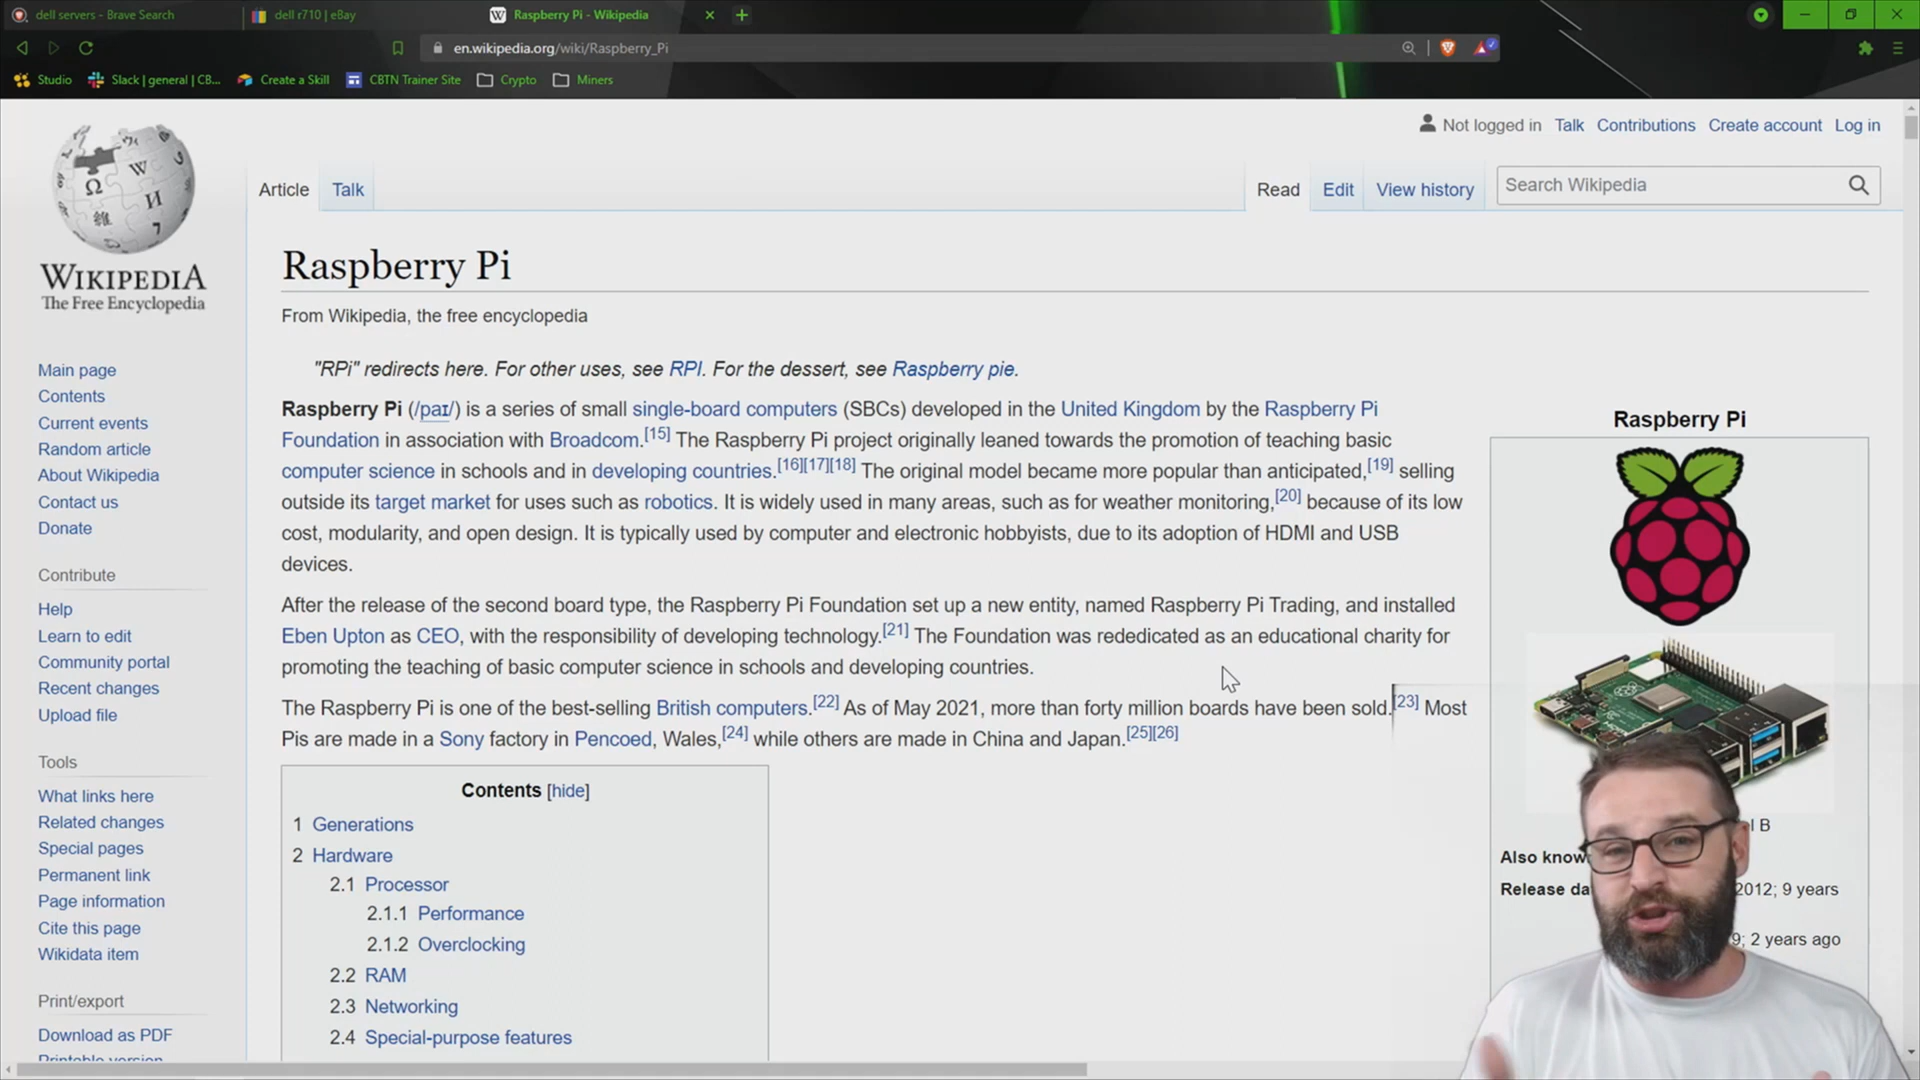 dell servers - Brave Search
dell r710 | eBay
Raspberry Pi - Wikipedia
en.wikipedia.org/wiki/Raspberry_Pi
Studio
Slack | general | CB...
Create a Skill
CBTN Trainer Site
Crypto
Miners
Not logged in Talk Contributions Create account Log in
Article Talk
Read Edit View history
Search Wikipedia
WIKIPEDIA
The Free Encyclopedia
Main page
Contents
Current events
Random article
About Wikipedia
Contact us
Donate
Contribute
Help
Learn to edit
Community portal
Recent changes
Upload file
Tools
What links here
Related changes
Special pages
Permanent link
Page information
Cite this page
Wikidata item
Print/export
Download as PDF
Printable version
Raspberry Pi
From Wikipedia, the free encyclopedia
"RPi" redirects here. For other uses, see RPI. For the dessert, see Raspberry pie.
Raspberry Pi (/paɪ/) is a series of small single-board computers (SBCs) developed in the United Kingdom by the Raspberry Pi
Foundation in association with Broadcom.[15] The Raspberry Pi project originally leaned towards the promotion of teaching basic
computer science in schools and in developing countries.[16][17][18] The original model became more popular than anticipated,[19] selling
outside its target market for uses such as robotics. It is widely used in many areas, such as for weather monitoring,[20] because of its low
cost, modularity, and open design. It is typically used by computer and electronic hobbyists, due to its adoption of HDMI and USB
devices.
After the release of the second board type, the Raspberry Pi Foundation set up a new entity, named Raspberry Pi Trading, and installed
Eben Upton as CEO, with the responsibility of developing technology.[21] The Foundation was rededicated as an educational charity for
promoting the teaching of basic computer science in schools and developing countries.
The Raspberry Pi is one of the best-selling British computers.[22] As of May 2021, more than forty million boards have been sold.[23] Most
Pis are made in a Sony factory in Pencoed, Wales,[24] while others are made in China and Japan.[25][26]
Contents [hide]
1 Generations
2 Hardware
2.1 Processor
2.1.1 Performance
2.1.2 Overclocking
2.2 RAM
2.3 Networking
2.4 Special-purpose features
Raspberry Pi
l B
Also know
Release da 2012; 9 years
9; 2 years ago